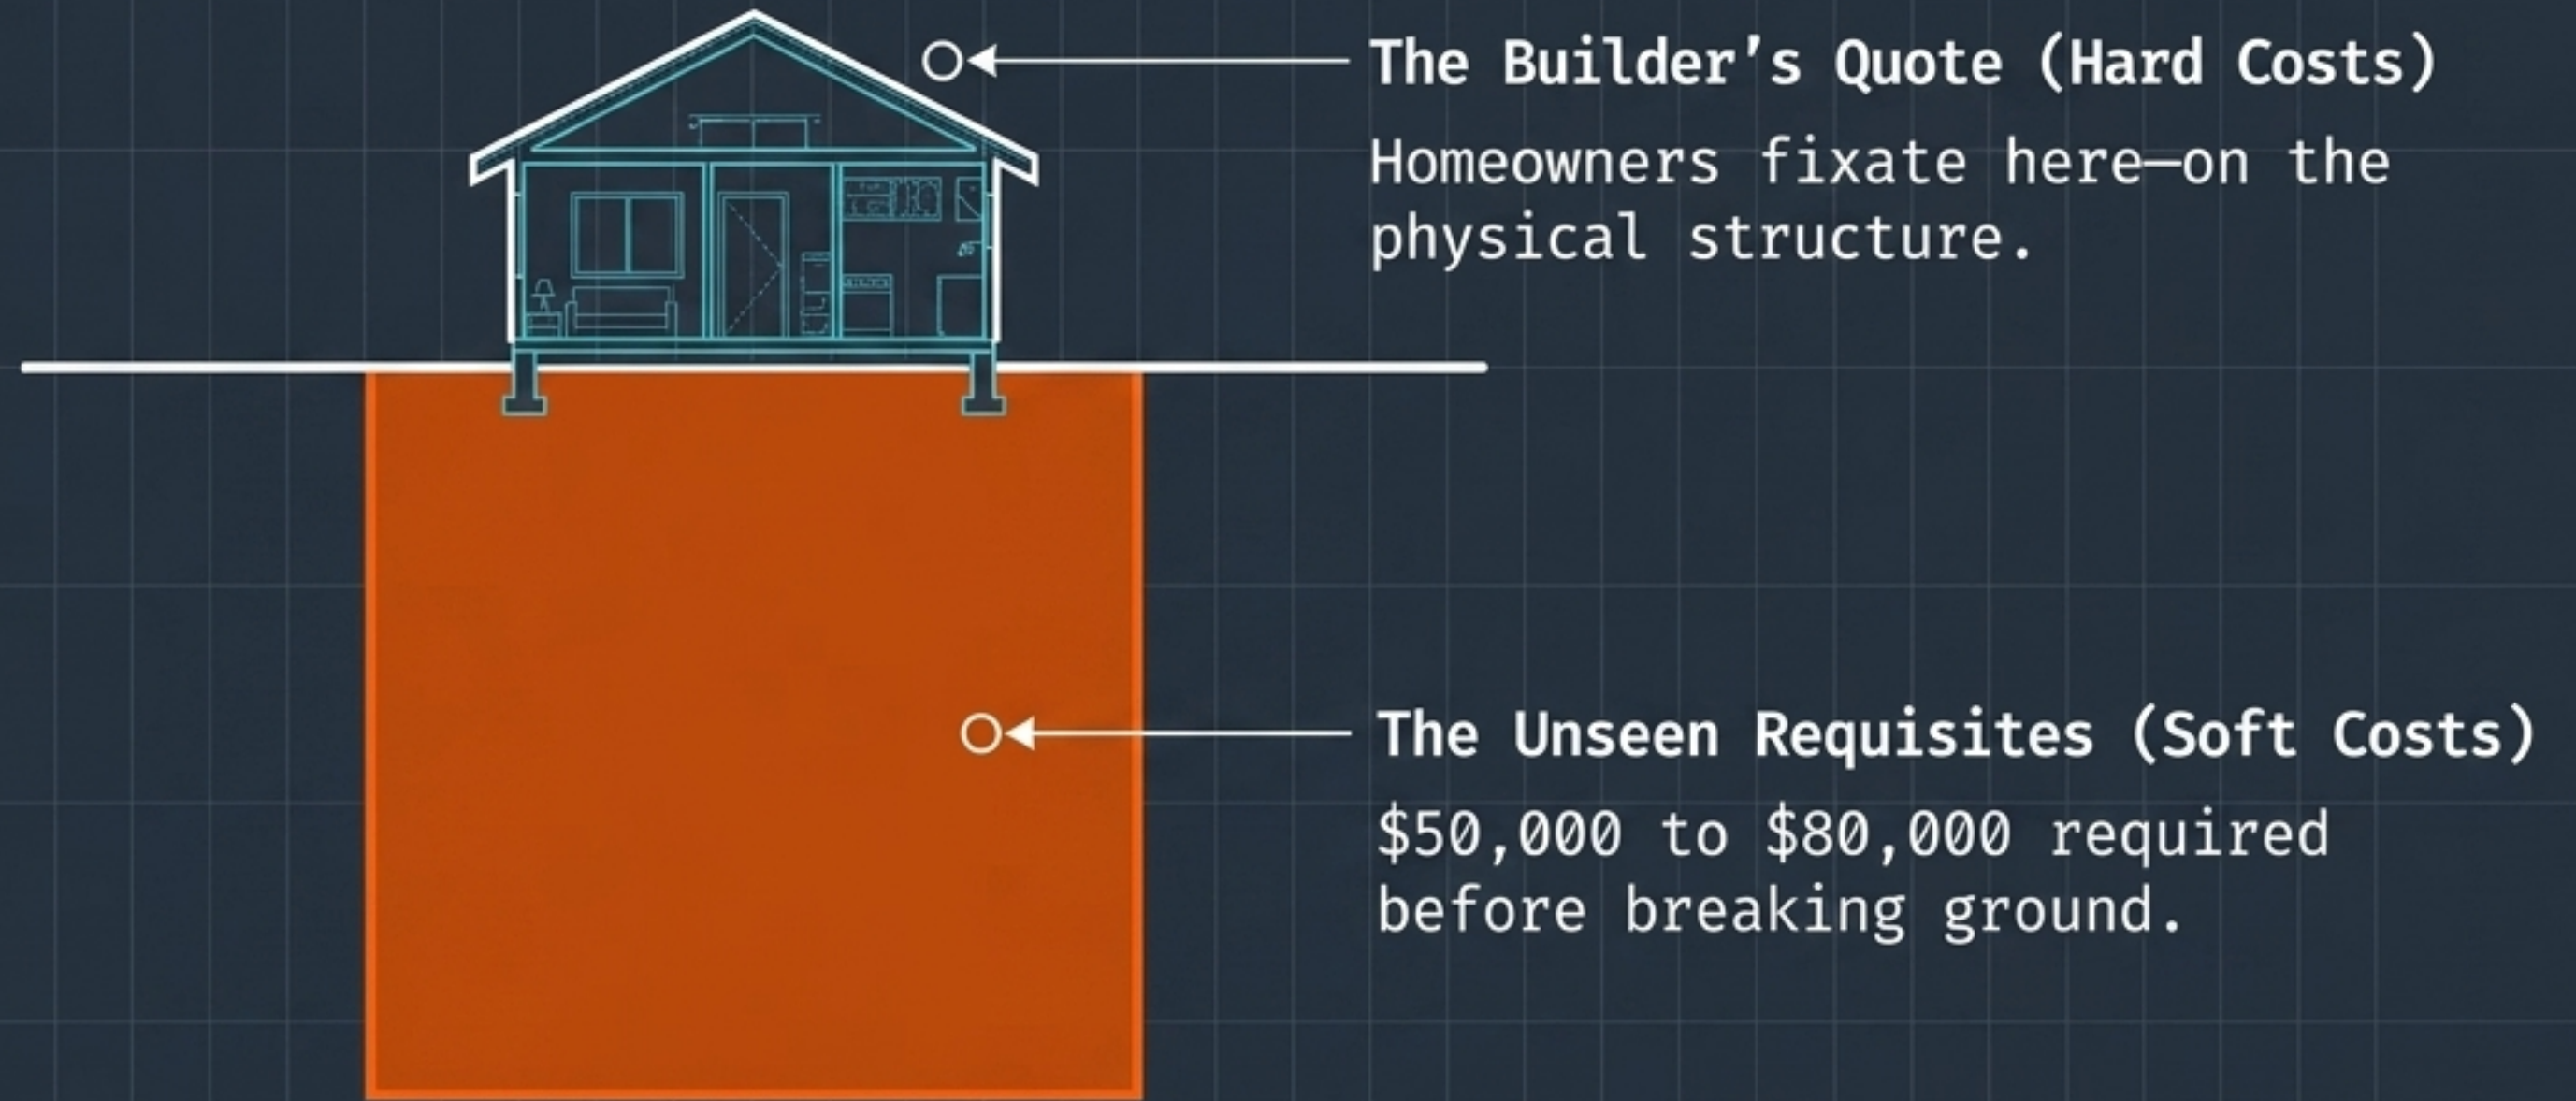 The Builder’s Quote (Hard Costs)
Homeowners fixate here—on the
physical structure.
The Unseen Requisites (Soft Costs)
$50,000 to $80,000 required
before breaking ground.